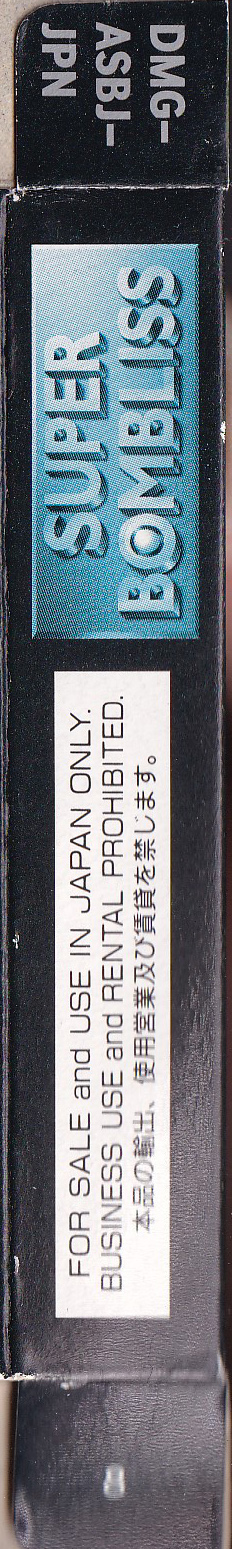 DMG-
ASBJ-
JPN
SUPER
BOMBLISS
FOR SALE and USE IN JAPAN ONLY.
BUSINESS USE and RENTAL PROHIBITED.
本品の輸出、使用営業及び賃貸を禁じます。